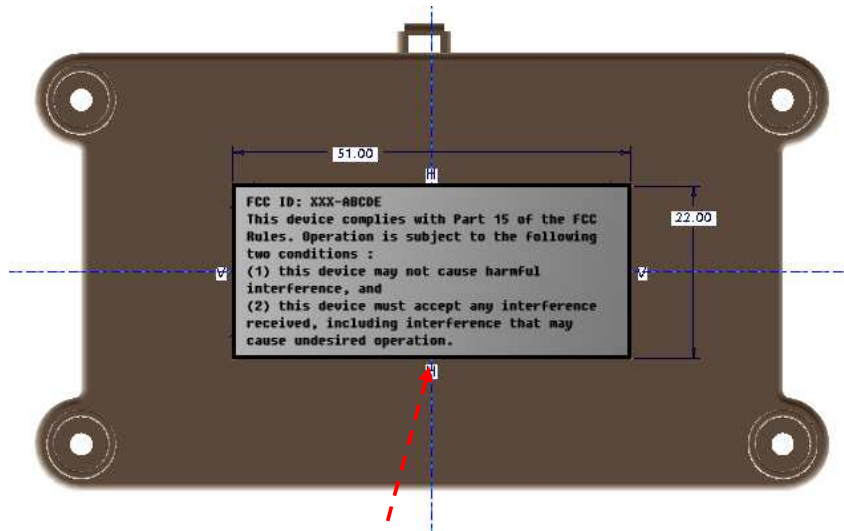 51.00
H
FCC ID: XXX-ABCDE
This device complies with Part 15 of the FCC
Rules. Operation is subject to the following
two conditions :
(1) this device may not cause harmful
interference, and
(2) this device must accept any interference
received, including interference that may
cause undesired operation.
22.00
V
V
H